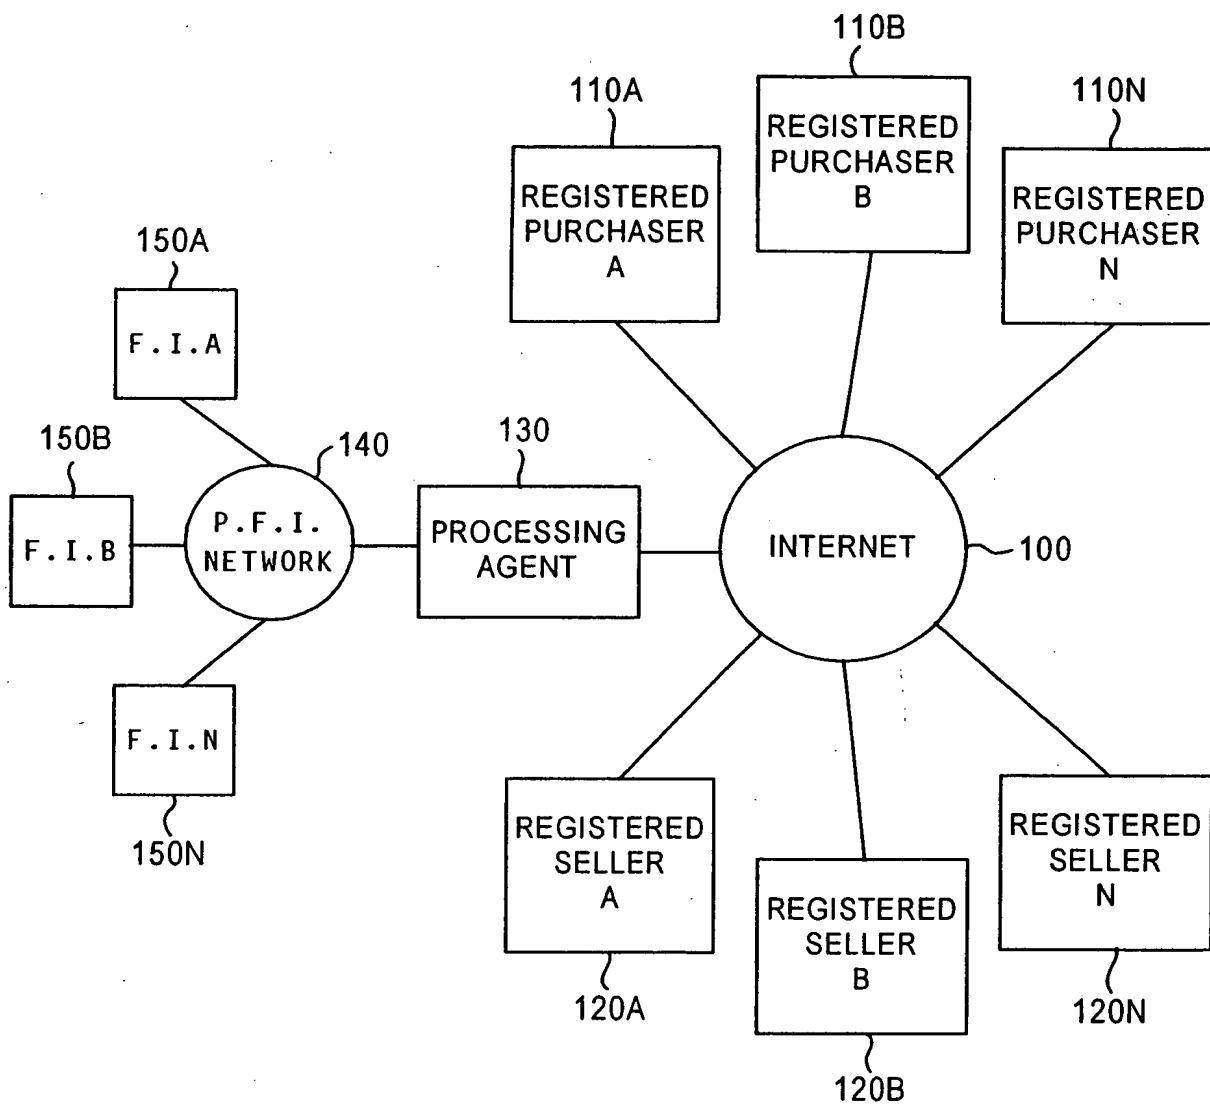 110B
110A
110N
REGISTERED
PURCHASER
B
REGISTERED
PURCHASER
A
REGISTERED
PURCHASER
N
150A
F.I.A
150B
F.I.B
140
P.F.I.
NETWORK
130
PROCESSING
AGENT
INTERNET
100
F.I.N
150N
REGISTERED
SELLER
A
120A
REGISTERED
SELLER
B
120B
REGISTERED
SELLER
N
120N